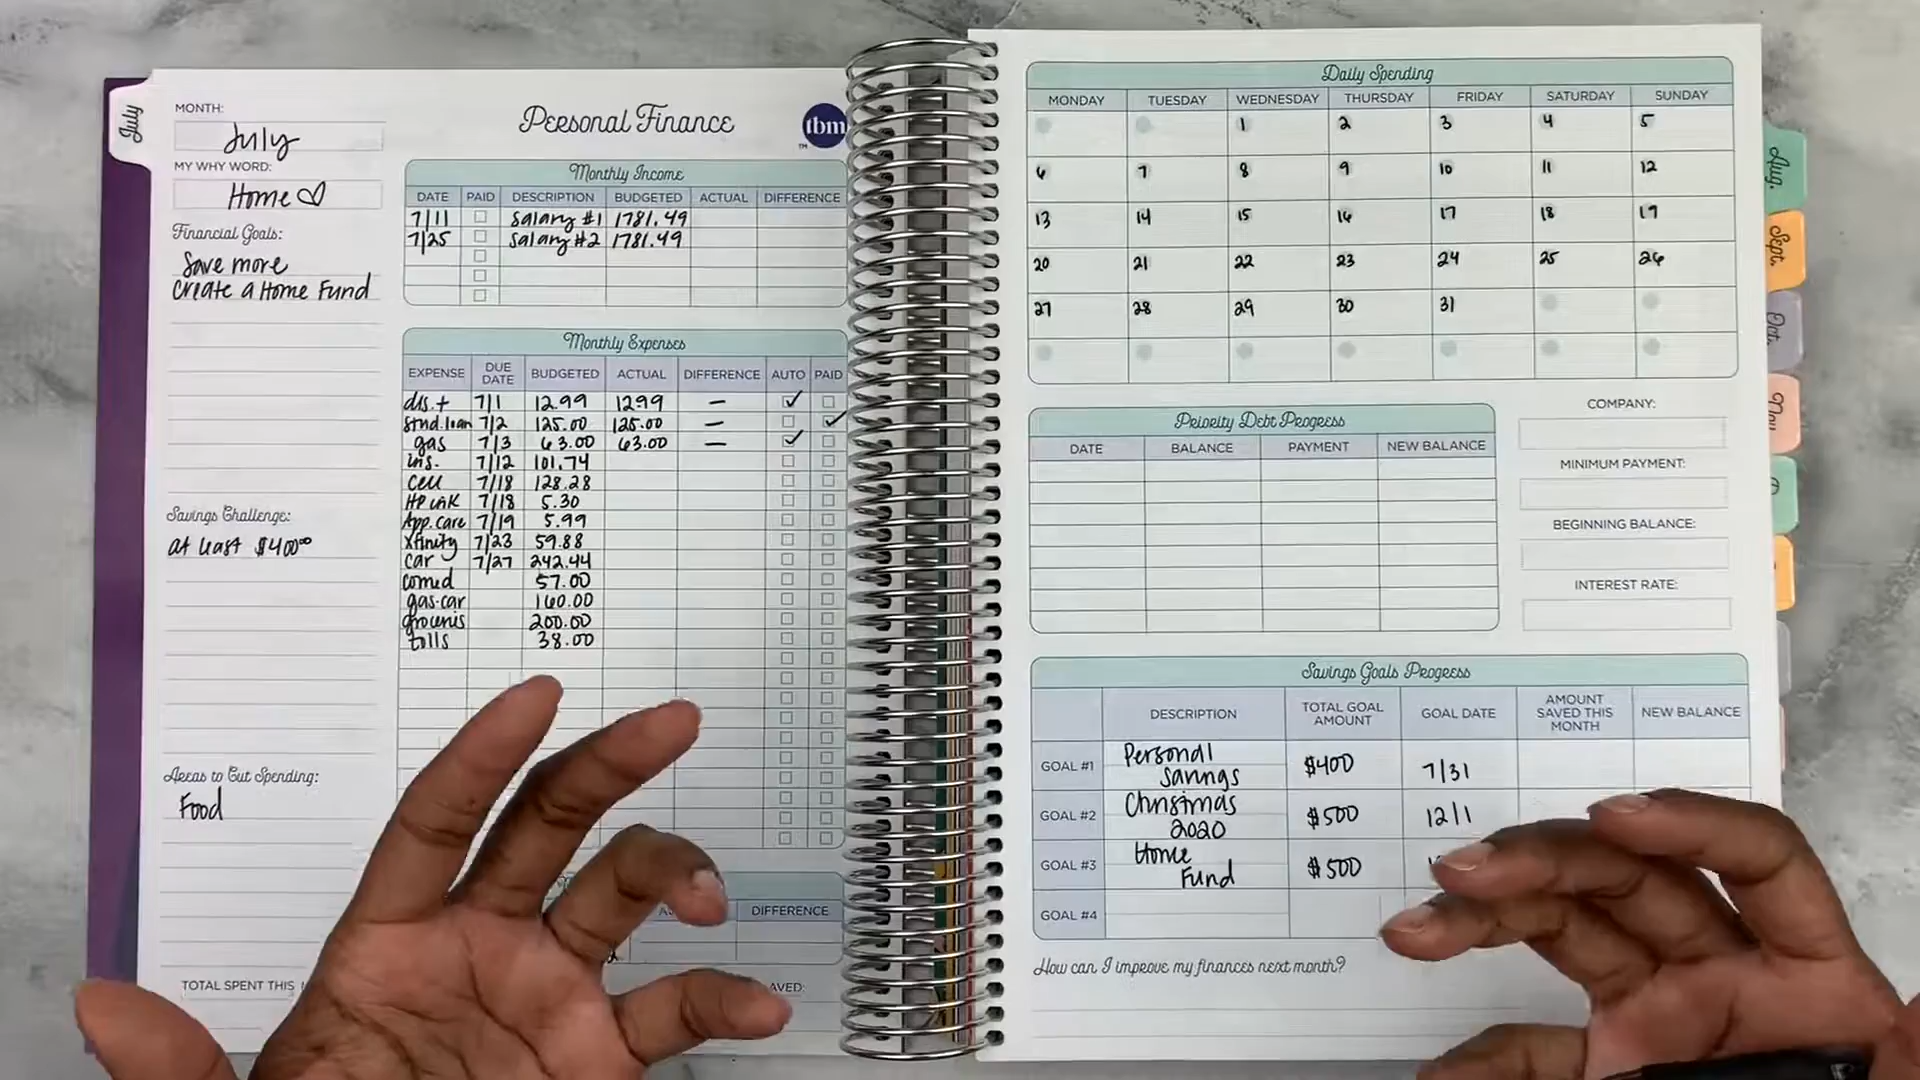 July
MONTH:
July
MY WHY WORD:
Home ♡
Financial Goals:
Save more
Create a Home Fund
Savings Challenge:
at least $400⁰⁰
Areas to Cut Spending:
Food
TOTAL SPENT THIS
Personal Finance
tbm
TM
Monthly Income
DATE PAID DESCRIPTION BUDGETED ACTUAL DIFFERENCE
7/11 Salary #1 1781.49
7/25 Salary #2 1781.49
Monthly Expenses
EXPENSE DUE DATE BUDGETED ACTUAL DIFFERENCE AUTO PAID
dis.+ 7/1 12.99 12.99 — ✓
stnd.loan 7/2 125.00 125.00 — ✓
gas 7/3 63.00 63.00 — ✓
ins. 7/12 101.74
cell 7/18 128.28
HP ink 7/18 5.30
App.care 7/19 5.99
xfinity 7/23 59.88
car 7/27 242.44
comed 57.00
gas-car 160.00
groceries 200.00
tolls 38.00
DIFFERENCE
AVED:
Daily Spending
MONDAY TUESDAY WEDNESDAY THURSDAY FRIDAY SATURDAY SUNDAY
1 2 3 4 5
6 7 8 9 10 11 12
13 14 15 16 17 18 19
20 21 22 23 24 25 26
27 28 29 30 31
Priority Debt Progress
DATE BALANCE PAYMENT NEW BALANCE
COMPANY:
MINIMUM PAYMENT:
BEGINNING BALANCE:
INTEREST RATE:
Savings Goals Progress
DESCRIPTION TOTAL GOAL AMOUNT GOAL DATE AMOUNT SAVED THIS MONTH NEW BALANCE
GOAL #1 Personal Savings $400 7/31
GOAL #2 Christmas 2020 $500 12/1
GOAL #3 Home Fund $500
GOAL #4
How can I improve my finances next month?
Aug.
Sept.
Oct.
Nov.